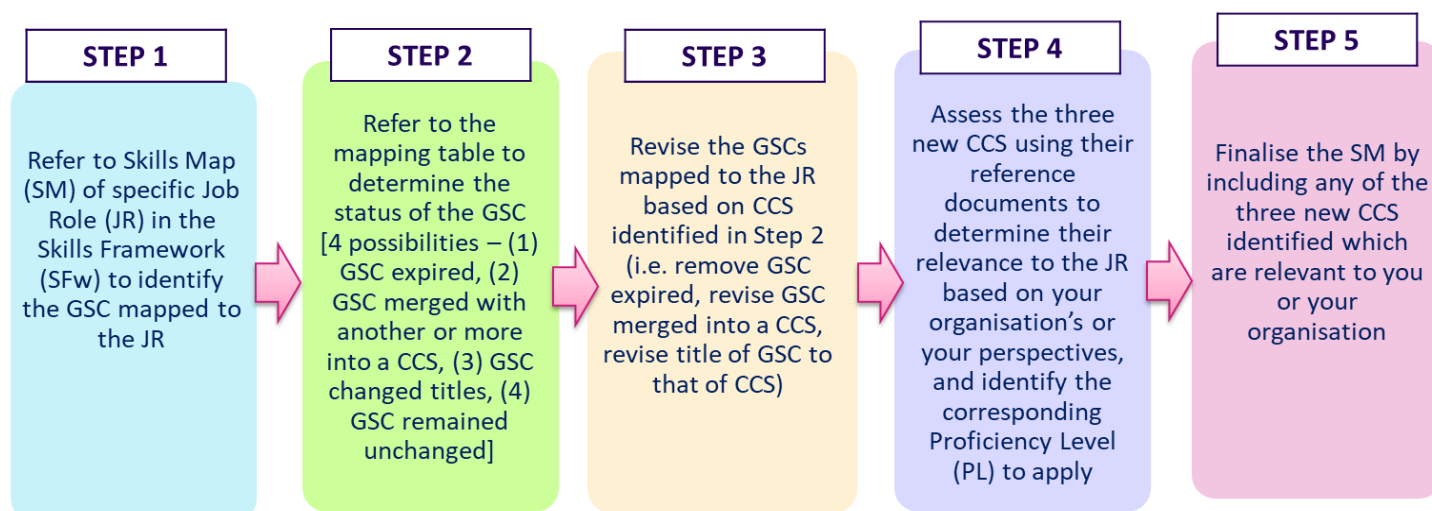 STEP 1
Refer to Skills Map
(SM) of specific Job
Role (JR) in the
Skills Framework
(SFw) to identify
the GSC mapped to
the JR
STEP 2
Refer to the
mapping table to
determine the
status of the GSC
[4 possibilities – (1)
GSC expired, (2)
GSC merged with
another or more
into a CCS, (3) GSC
changed titles, (4)
GSC remained
unchanged]
STEP 3
Revise the GSCs
mapped to the JR
based on CCS
identified in Step 2
(i.e. remove GSC
expired, revise GSC
merged into a CCS,
revise title of GSC to
that of CCS)
STEP 4
Assess the three
new CCS using their
reference
documents to
determine their
relevance to the JR
based on your
organisation’s or
your perspectives,
and identify the
corresponding
Proficiency Level
(PL) to apply
STEP 5
Finalise the SM by
including any of the
three new CCS
identified which
are relevant to you
or your
organisation